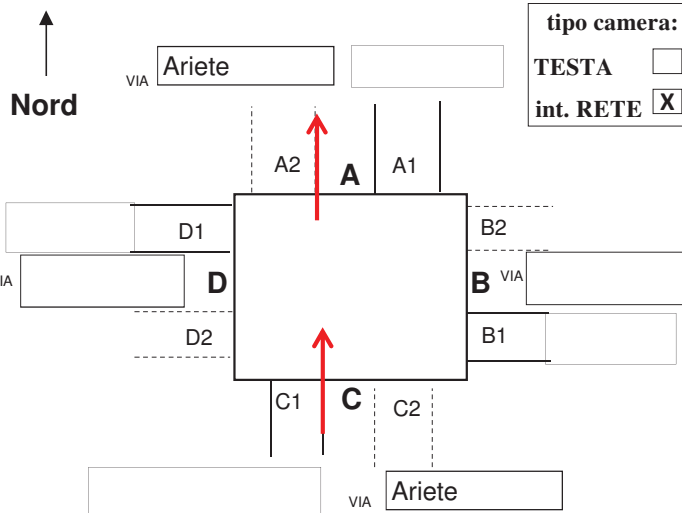 tipo camera:
VIA Ariete
TESTA
Nord
int. RETE X
A2 A A1
D1 B2
VIA D B VIA
D2 B1
C1 C C2
VIA Ariete